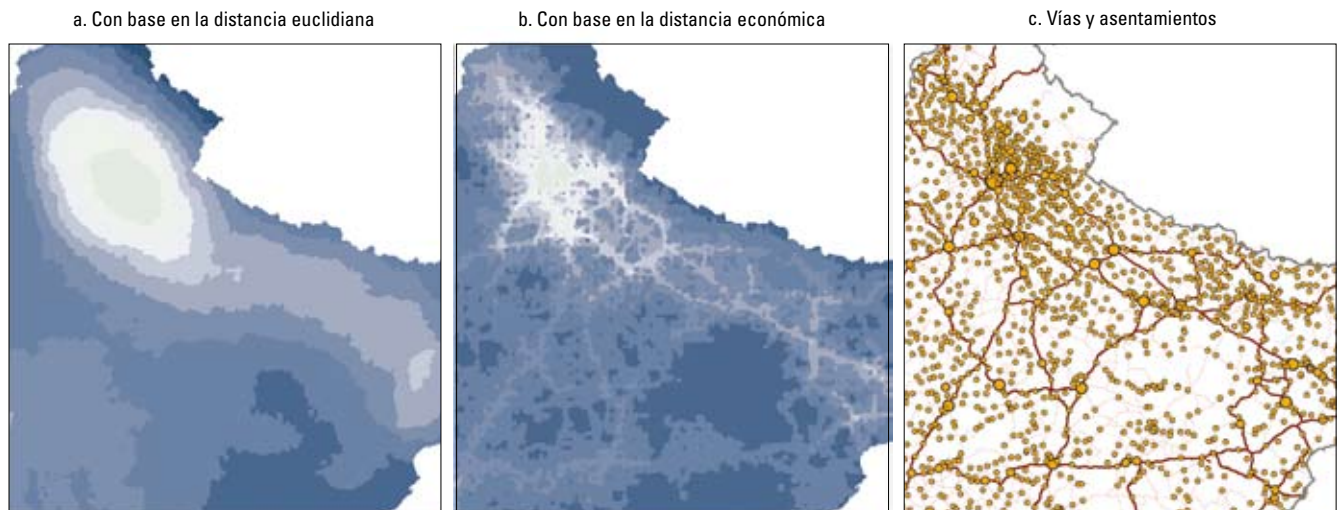 a. Con base en la distancia euclidiana
b. Con base en la distancia económica
c. Vías y asentamientos